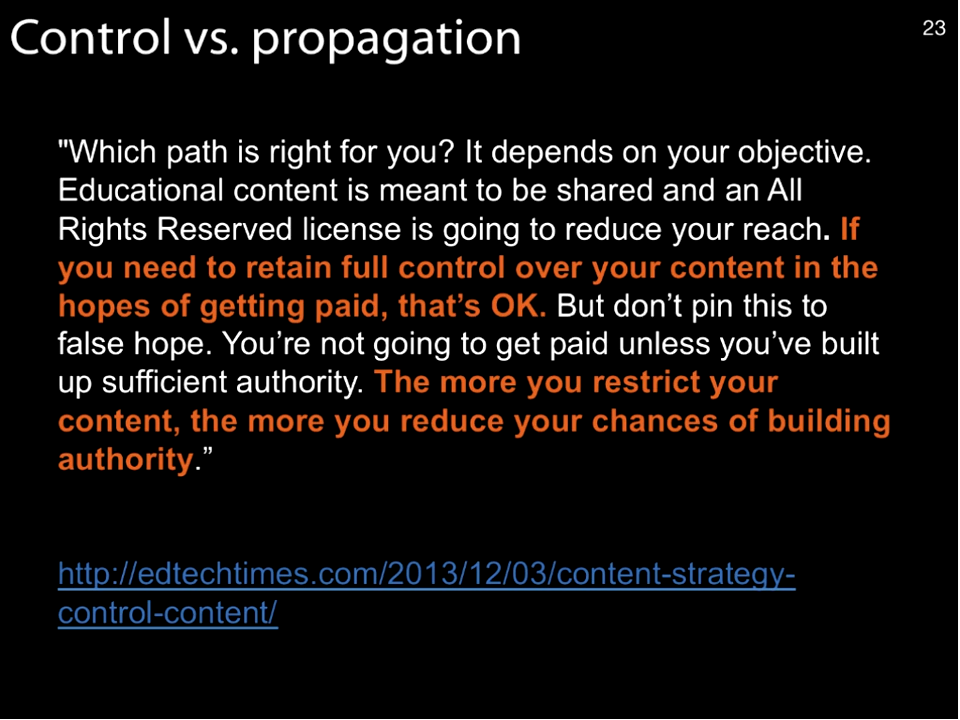 Control vs. propagation
23
"Which path is right for you? It depends on your objective.
Educational content is meant to be shared and an All
Rights Reserved license is going to reduce your reach. If
you need to retain full control over your content in the
hopes of getting paid, that’s OK. But don’t pin this to
false hope. You’re not going to get paid unless you’ve built
up sufficient authority. The more you restrict your
content, the more you reduce your chances of building
authority.”
http://edtechtimes.com/2013/12/03/content-strategy-
control-content/